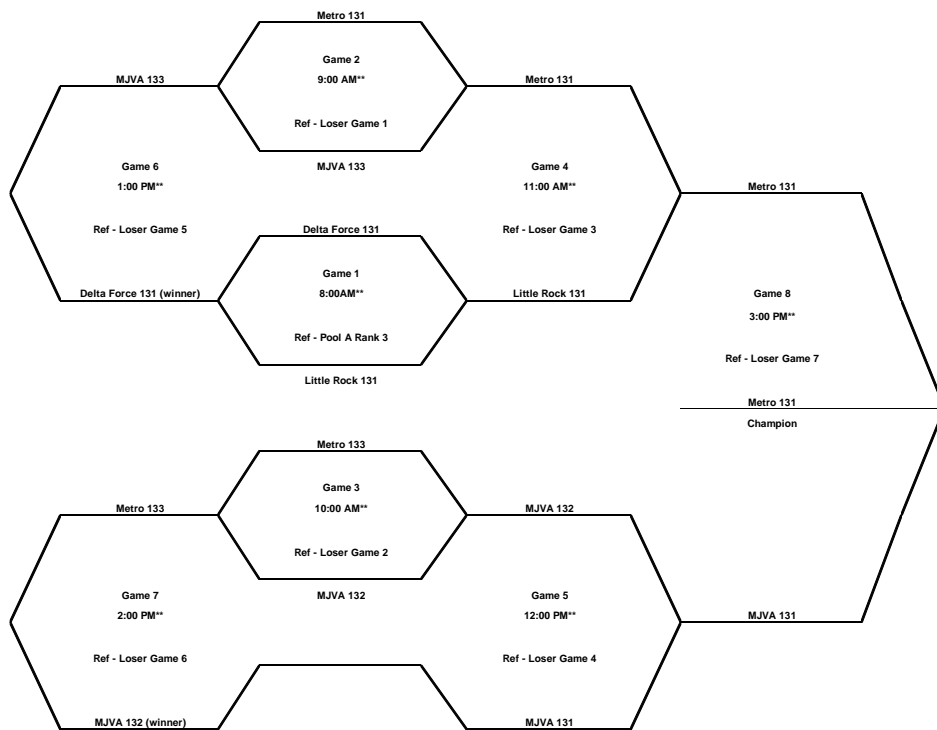 Metro 131
Game 2
MJVA 133
9:00 AM**
Metro 131
Ref - Loser Game 1
Game 6
MJVA 133
Game 4
1:00 PM**
11:00 AM**
Metro 131
Ref - Loser Game 5
Delta Force 131
Ref - Loser Game 3
Game 1
Delta Force 131 (winner)
8:00AM**
Little Rock 131
Game 8
3:00 PM**
Ref - Pool A Rank 3
Ref - Loser Game 7
Little Rock 131
Metro 131
Champion
Metro 133
Game 3
Metro 133
10:00 AM**
MJVA 132
Ref - Loser Game 2
Game 7
MJVA 132
Game 5
2:00 PM**
12:00 PM**
MJVA 131
Ref - Loser Game 6
Ref - Loser Game 4
MJVA 132 (winner)
MJVA 131